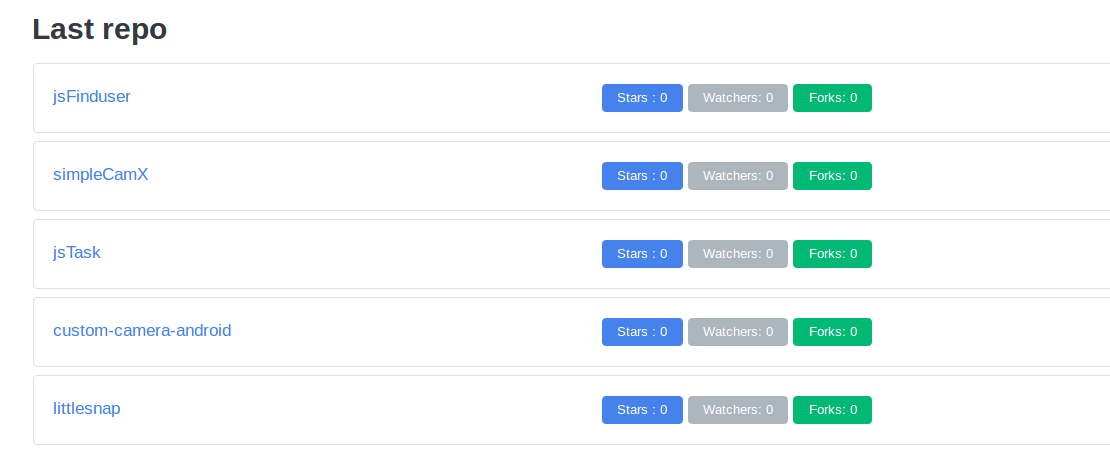 Last repo
jsFinduser Stars : 0 Watchers: 0 Forks: 0
simpleCamX Stars : 0 Watchers: 0 Forks: 0
jsTask Stars : 0 Watchers: 0 Forks: 0
custom-camera-android Stars : 0 Watchers: 0 Forks: 0
littlesnap Stars : 0 Watchers: 0 Forks: 0